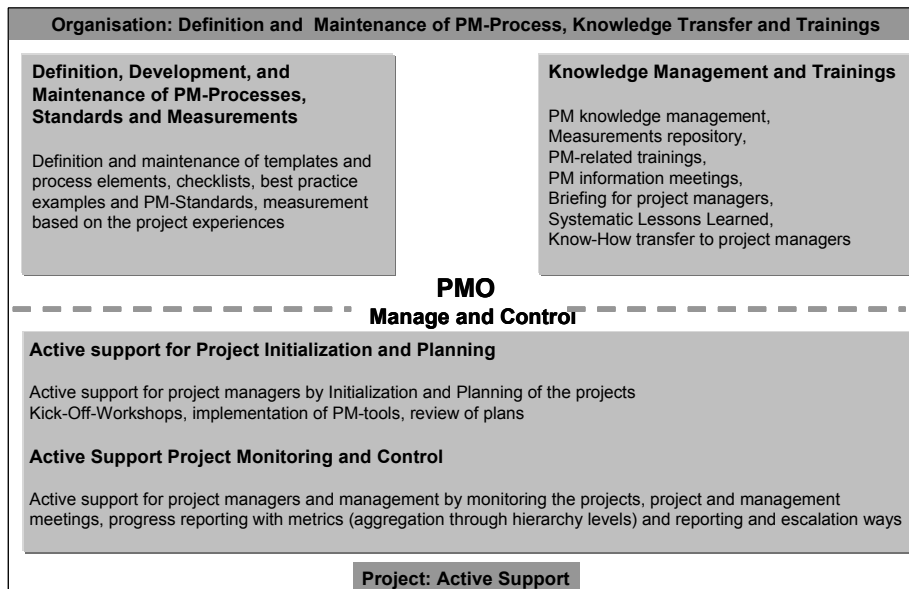 Organisation: Definition and Maintenance of PM-Process, Knowledge Transfer and Trainings
Definition, Development, and
Maintenance of PM-Processes,
Standards and Measurements
Definition and maintenance of templates and
process elements, checklists, best practice
examples and PM-Standards, measurement
based on the project experiences
Knowledge Management and Trainings
PM knowledge management,
Measurements repository,
PM-related trainings,
PM information meetings,
Briefing for project managers,
Systematic Lessons Learned,
Know-How transfer to project managers
PMO
Manage and Control
Active support for Project Initialization and Planning
Active support for project managers by Initialization and Planning of the projects
Kick-Off-Workshops, implementation of PM-tools, review of plans
Active Support Project Monitoring and Control
Active support for project managers and management by monitoring the projects, project and management
meetings, progress reporting with metrics (aggregation through hierarchy levels) and reporting and escalation ways
Project: Active Support